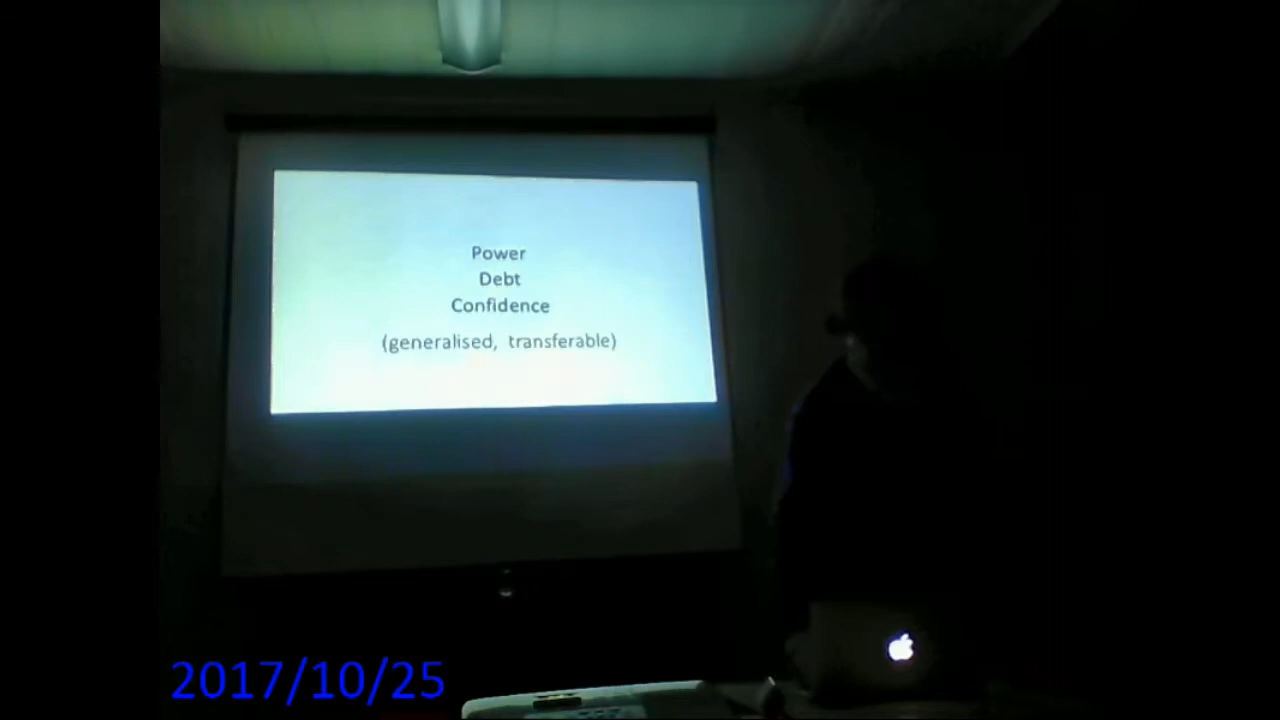 Power
Debt
Confidence
(generalised, transferable)
2017/10/25